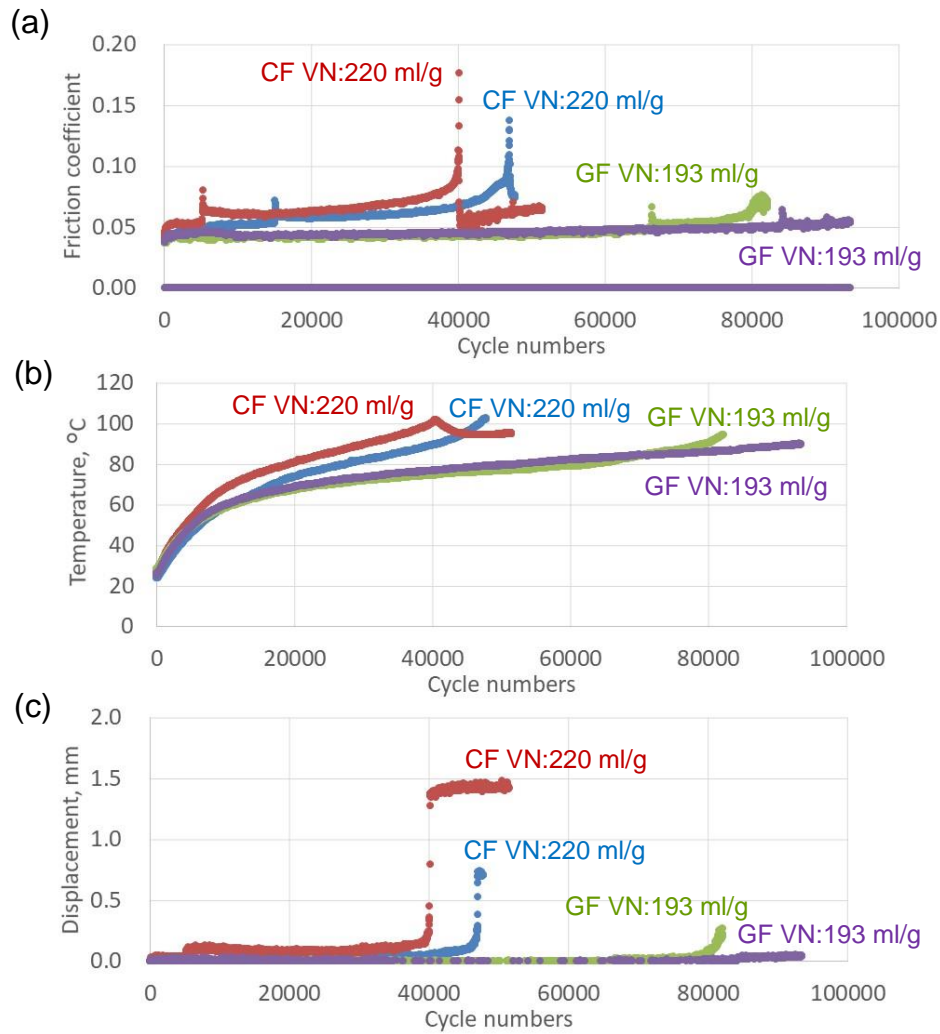 (a)
0.20
0.15
0.10
0.05
0.00
Friction coefficient
CF VN:220 ml/g
CF VN:220 ml/g
GF VN:193 ml/g
GF VN:193 ml/g
0 20000 40000 60000 80000 100000
Cycle numbers
(b)
120
100
80
60
40
20
0
Temperature, ºC
CF VN:220 ml/g
CF VN:220 ml/g
GF VN:193 ml/g
GF VN:193 ml/g
0 20000 40000 60000 80000 100000
Cycle numbers
(c)
2.0
1.5
1.0
0.5
0.0
Displacement, mm
CF VN:220 ml/g
CF VN:220 ml/g
GF VN:193 ml/g
GF VN:193 ml/g
0 20000 40000 60000 80000 100000
Cycle numbers